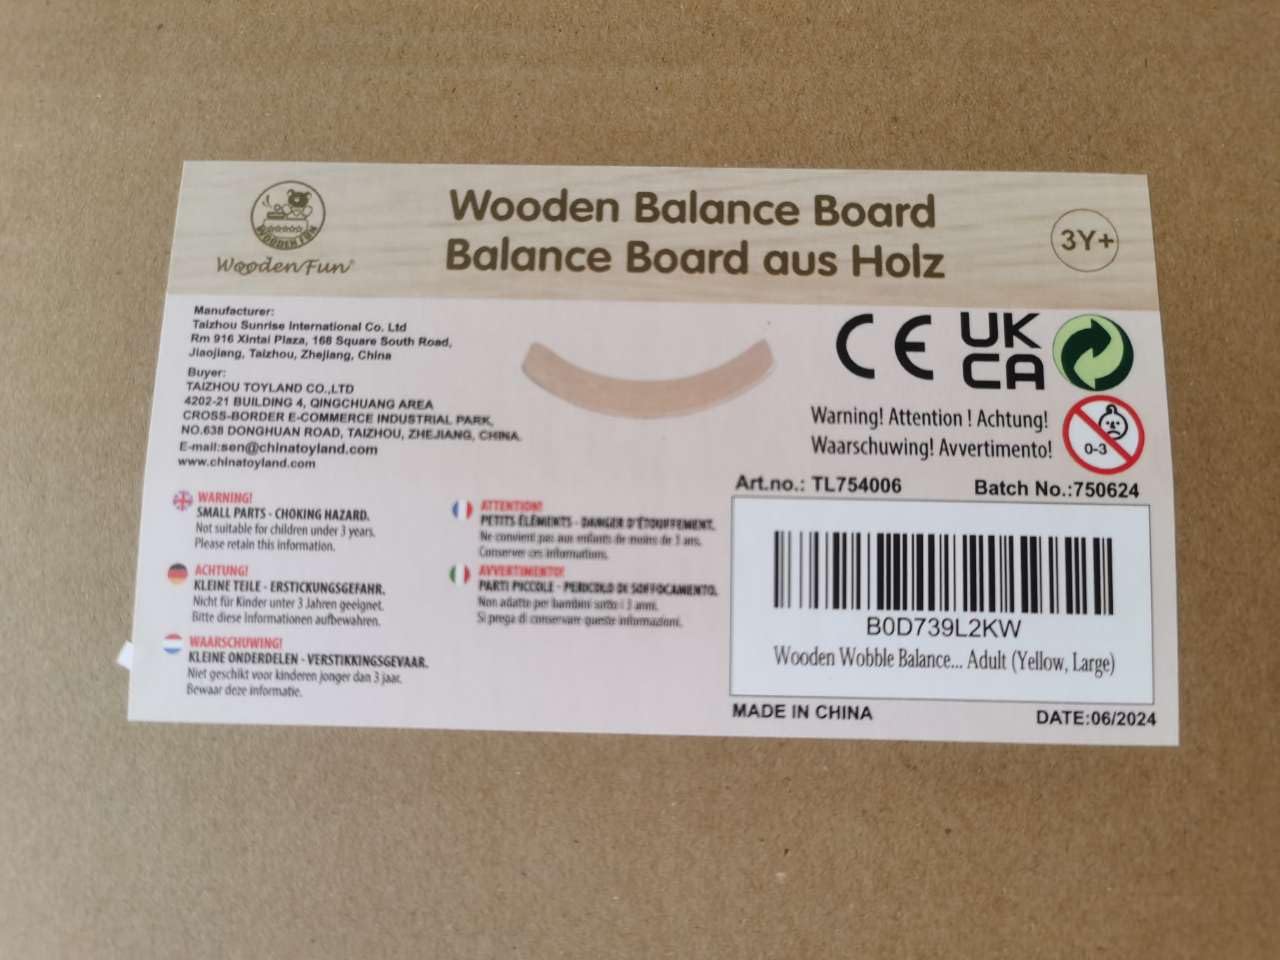 WOODEN FUN
Wooden Fun®
Wooden Balance Board
Balance Board aus Holz
3Y+
Manufacturer:
Taizhou Sunrise International Co. Ltd
Rm 916 Xintai Plaza, 168 Square South Road,
Jiaojiang, Taizhou, Zhejiang, China
Buyer:
TAIZHOU TOYLAND CO.,LTD
4202-21 BUILDING 4, QINGCHUANG AREA
CROSS-BORDER E-COMMERCE INDUSTRIAL PARK,
NO.638 DONGHUAN ROAD, TAIZHOU, ZHEJIANG, CHINA.
E-mail:sen@chinatoyland.com
www.chinatoyland.com
CE
UK
CA
Warning! Attention ! Achtung!
Waarschuwing! Avvertimento!
0-3
WARNING!
SMALL PARTS - CHOKING HAZARD.
Not suitable for children under 3 years.
Please retain this information.
ACHTUNG!
KLEINE TEILE - ERSTICKUNGSGEFAHR.
Nicht für Kinder unter 3 Jahren geeignet.
Bitte diese Informationen aufbewahren.
WAARSCHUWING!
KLEINE ONDERDELEN - VERSTIKKINGSGEVAAR.
Niet geschikt voor kinderen jonger dan 3 jaar.
Bewaar deze informatie.
ATTENTION!
PETITS ÉLÉMENTS - DANGER D'ÉTOUFFEMENT.
Ne convient pas aux enfants de moins de 3 ans.
Conserver ces informations.
AVVERTIMENTO!
PARTI PICCOLE - PERICOLO DI SOFFOCAMENTO.
Non adatto per bambini sotto i 3 anni.
Si prega di conservare queste informazioni.
Art.no.: TL754006
Batch No.:750624
B0D739L2KW
Wooden Wobble Balance... Adult (Yellow, Large)
MADE IN CHINA
DATE:06/2024